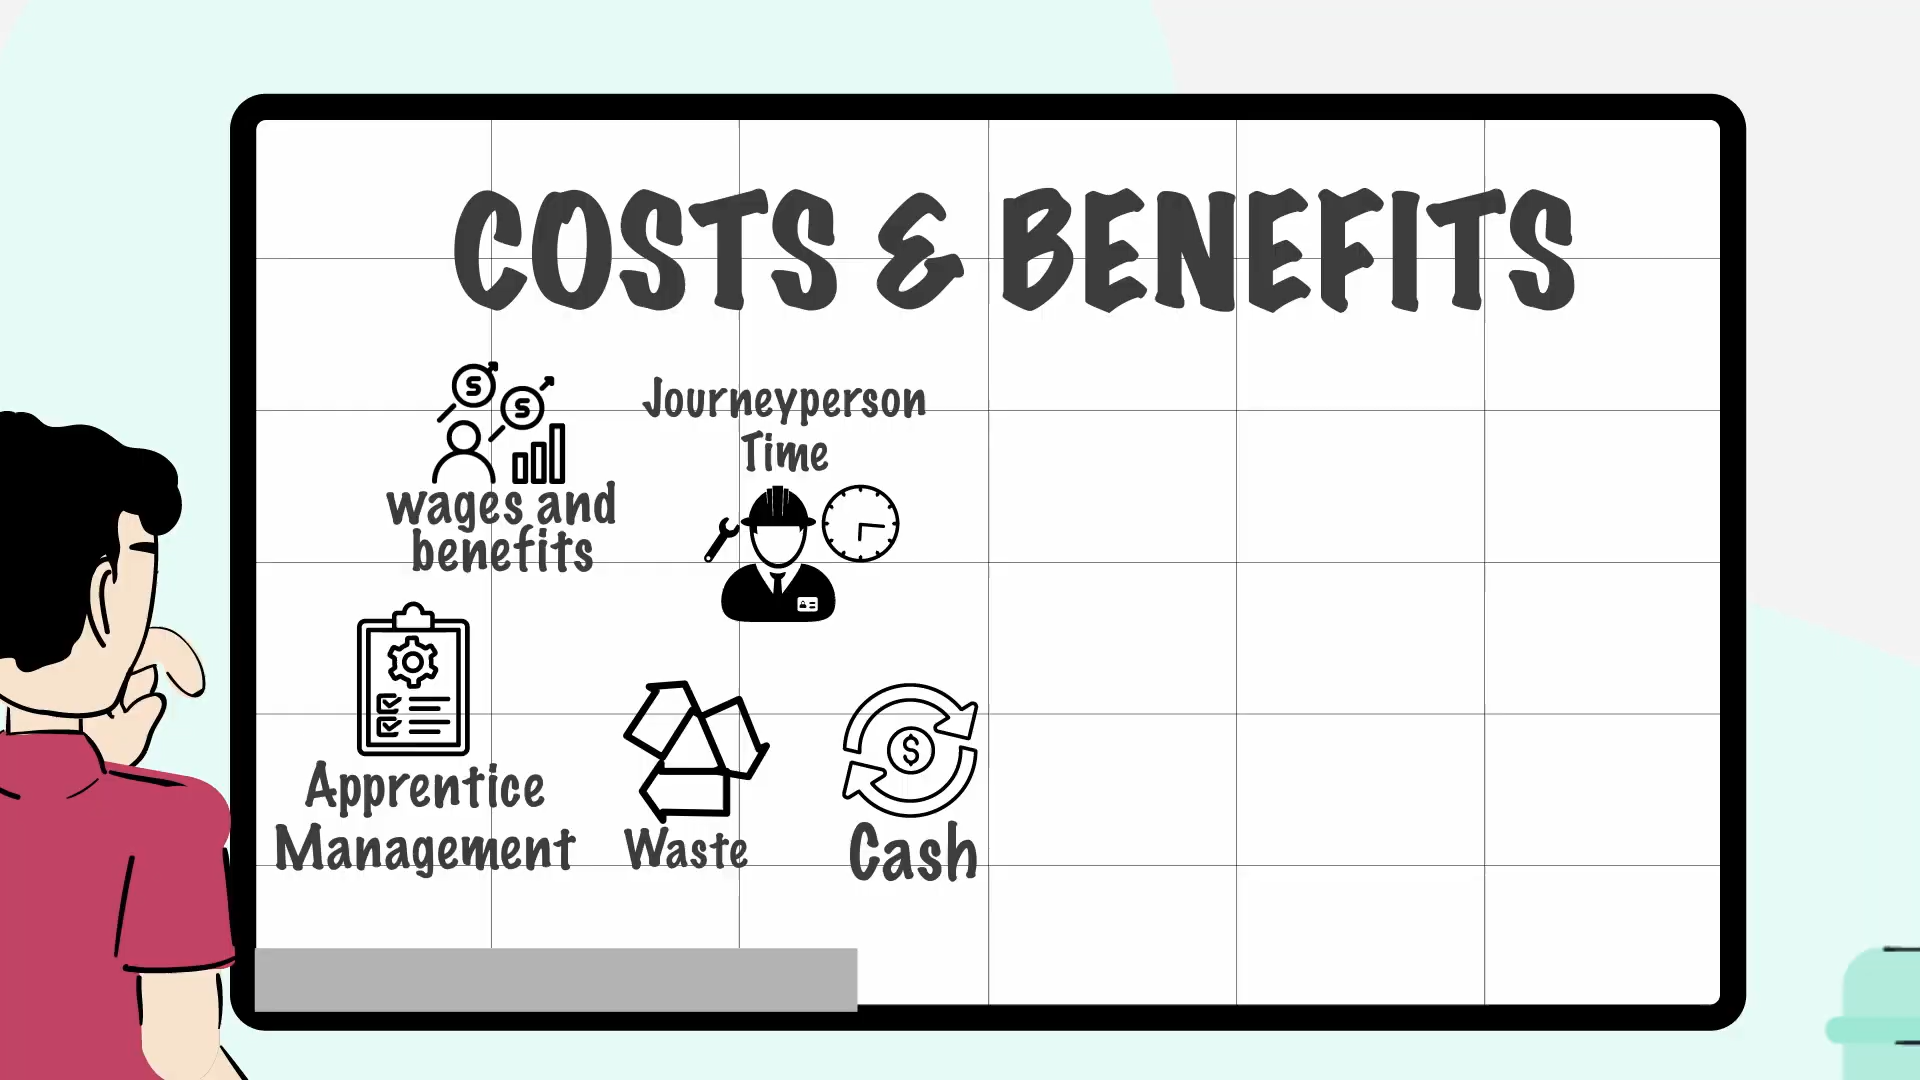 COSTS & BENEFITS
wages and
benefits
Journeyperson
Time
Apprentice
Management
Waste
Cash